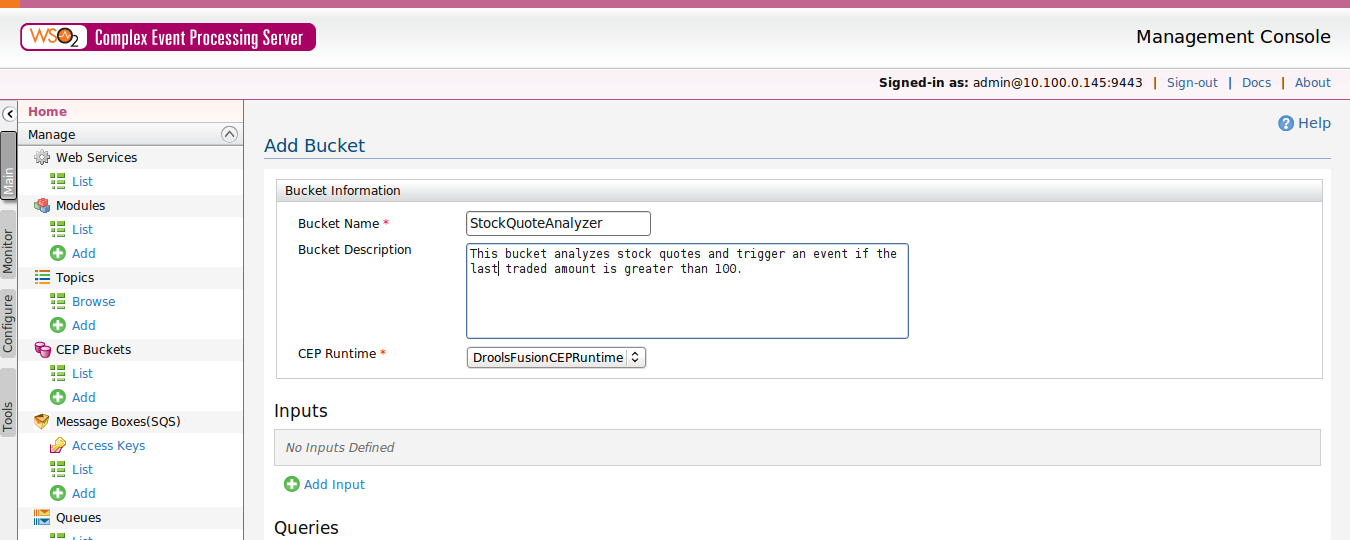 WSO2 Complex Event Processing Server
Management Console
Signed-in as: admin@10.100.0.145:9443 | Sign-out | Docs | About
Home
Manage
Web Services
List
Modules
List
Add
Topics
Browse
Add
CEP Buckets
List
Add
Message Boxes(SQS)
Access Keys
List
Add
Queues
List
Main
Monitor
Configure
Tools
Help
Add Bucket
Bucket Information
Bucket Name * StockQuoteAnalyzer
Bucket Description
This bucket analyzes stock quotes and trigger an event if the
last traded amount is greater than 100.
CEP Runtime * DroolsFusionCEPRuntime
Inputs
No Inputs Defined
Add Input
Queries